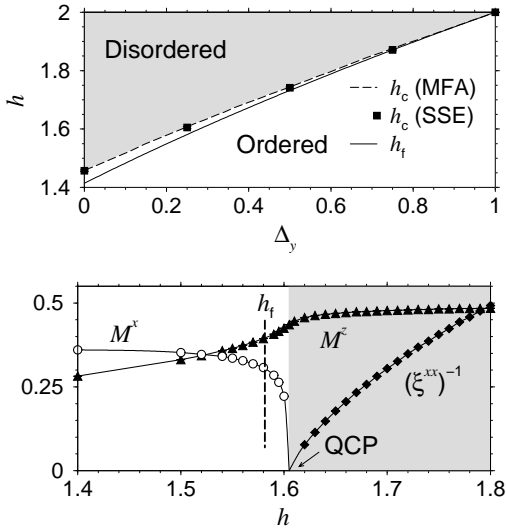 2
1.8
1.6
1.4
h
Disordered
Ordered
h_c (MFA)
h_c (SSE)
h_f
0 0.2 0.4 0.6 0.8 1
Δ_y
0.5
0.25
0
M^x
h_f
M^z
(ξ^xx)^−1
QCP
1.4 1.5 1.6 1.7 1.8
h